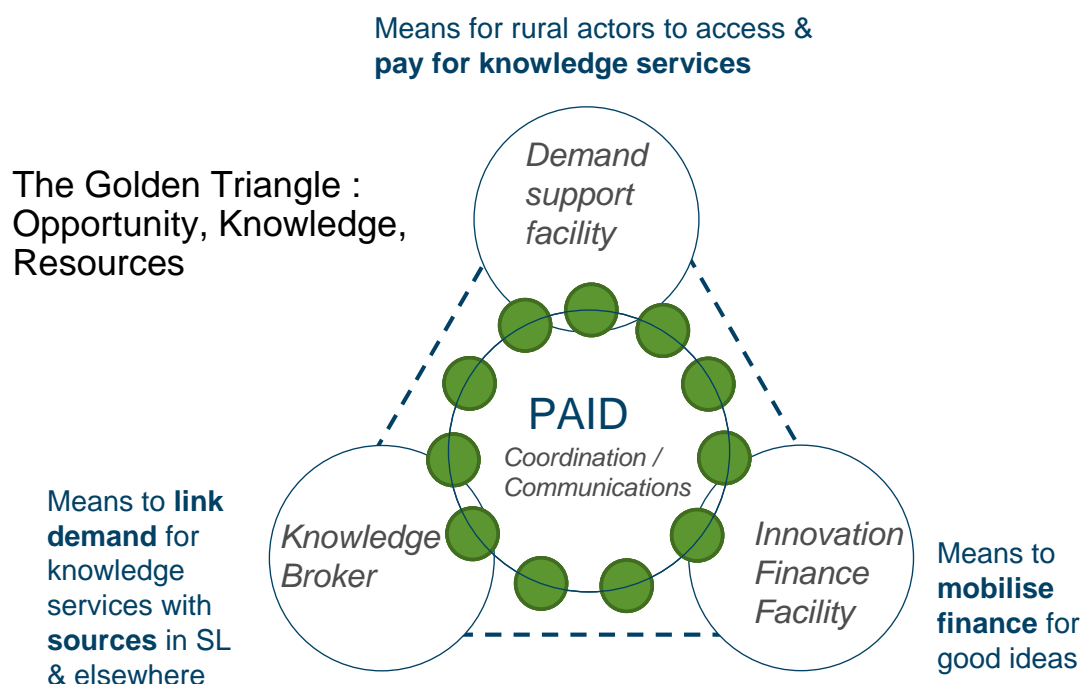 Means for rural actors to access &
pay for knowledge services
The Golden Triangle :
Opportunity, Knowledge,
Resources
Demand
support
facility
PAID
Coordination /
Communications
Means to link
demand for
knowledge
services with
sources in SL
& elsewhere
Knowledge
Broker
Innovation
Finance
Facility
Means to
mobilise
finance for
good ideas